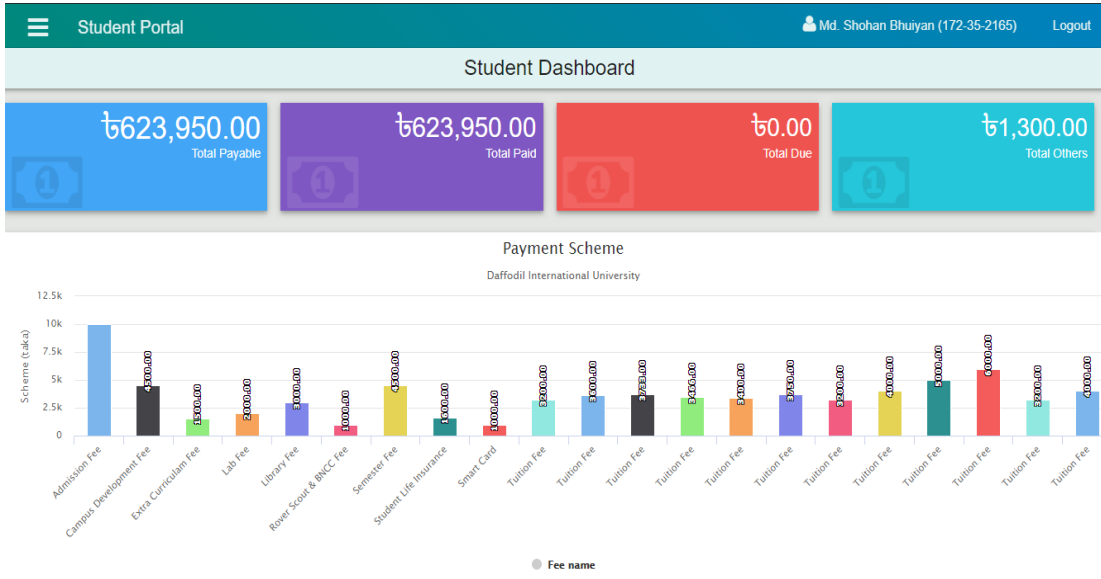 Student Portal
Md. Shohan Bhuiyan (172-35-2165)
Logout
Student Dashboard
৳623,950.00
Total Payable
৳623,950.00
Total Paid
৳0.00
Total Due
৳1,300.00
Total Others
Payment Scheme
Daffodil International University
Scheme (taka)
12.5k
10k
7.5k
5k
2.5k
0
4500.00
1500.00
2000.00
3000.00
1000.00
4500.00
1600.00
1000.00
3200.00
3600.00
3733.00
3400.00
3750.00
3200.00
4000.00
5000.00
6000.00
3200.00
4000.00
Admission Fee
Campus Development Fee
Extra Curriculam Fee
Lab Fee
Library Fee
Rover Scout & BNCC Fee
Semester Fee
Student Life Insurance
Smart Card
Tuition Fee
Tuition Fee
Tuition Fee
Tuition Fee
Tuition Fee
Tuition Fee
Tuition Fee
Tuition Fee
Tuition Fee
Tuition Fee
Tuition Fee
Tuition Fee
Fee name